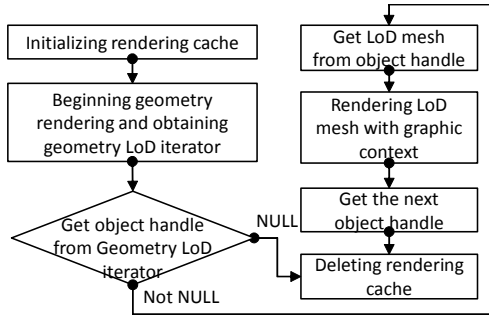 Initializing rendering cache
Beginning geometry
rendering and obtaining
geometry LoD iterator
Get object handle
from Geometry LoD
iterator
NULL
Not NULL
Get LoD mesh
from object handle
Rendering LoD
mesh with graphic
context
Get the next
object handle
Deleting rendering
cache